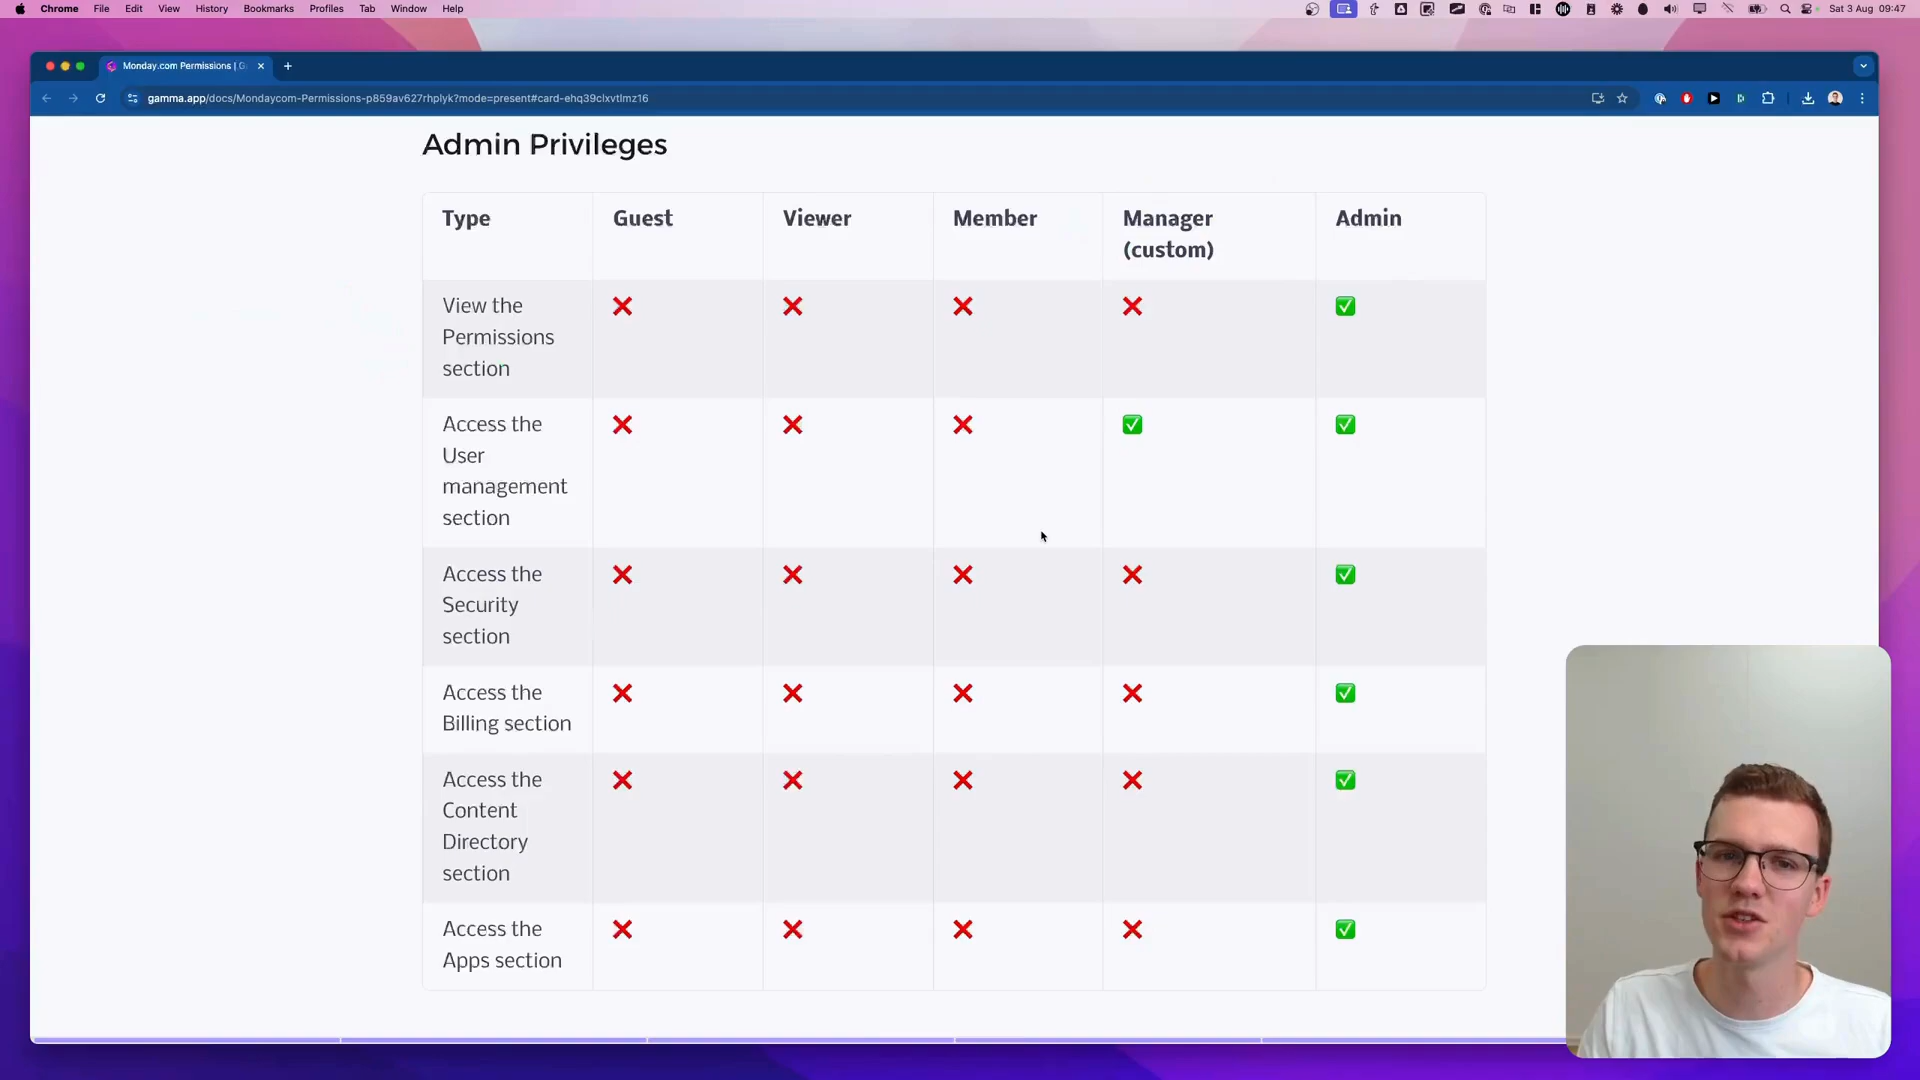 Chrome File Edit View History Bookmarks Profiles Tab Window Help
Sat 3 Aug 09:47
Monday.com Permissions | G
gamma.app/docs/Mondaycom-Permissions-p859av627rhplyk?mode=present#card-ehq39clxvtlmz16
Admin Privileges
Type Guest Viewer Member Manager Admin
(custom)
View the
Permissions
section
Access the
User
management
section
Access the
Security
section
Access the
Billing section
Access the
Content
Directory
section
Access the
Apps section